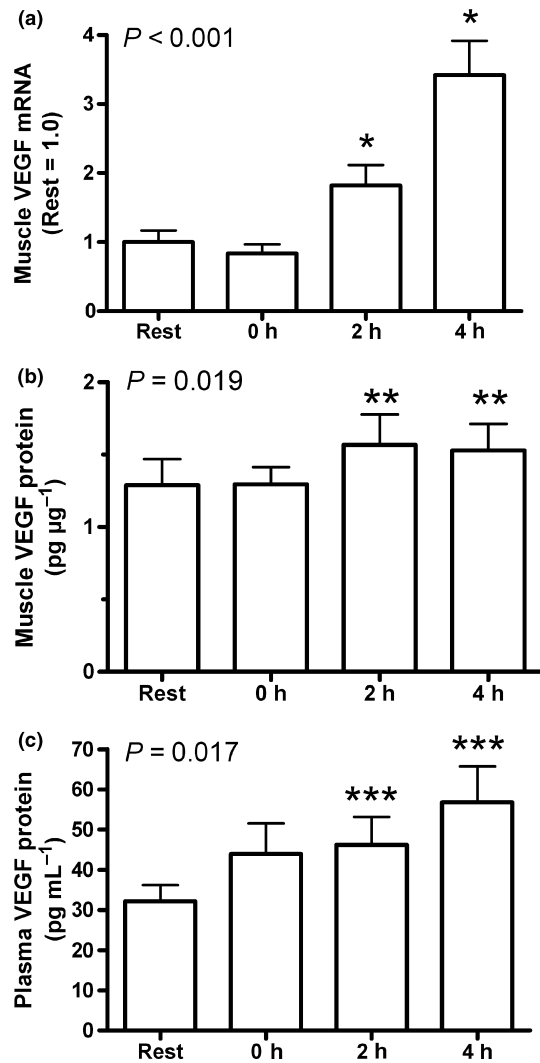 (a)
P < 0.001
*
*
Muscle VEGF mRNA
(Rest = 1.0)
4
3
2
1
0
Rest 0 h 2 h 4 h
(b)
P = 0.019
** **
Muscle VEGF protein
(pg µg⁻¹)
2
1
0
Rest 0 h 2 h 4 h
(c)
P = 0.017
***
***
Plasma VEGF protein
(pg mL⁻¹)
70
60
50
40
30
20
10
0
Rest 0 h 2 h 4 h